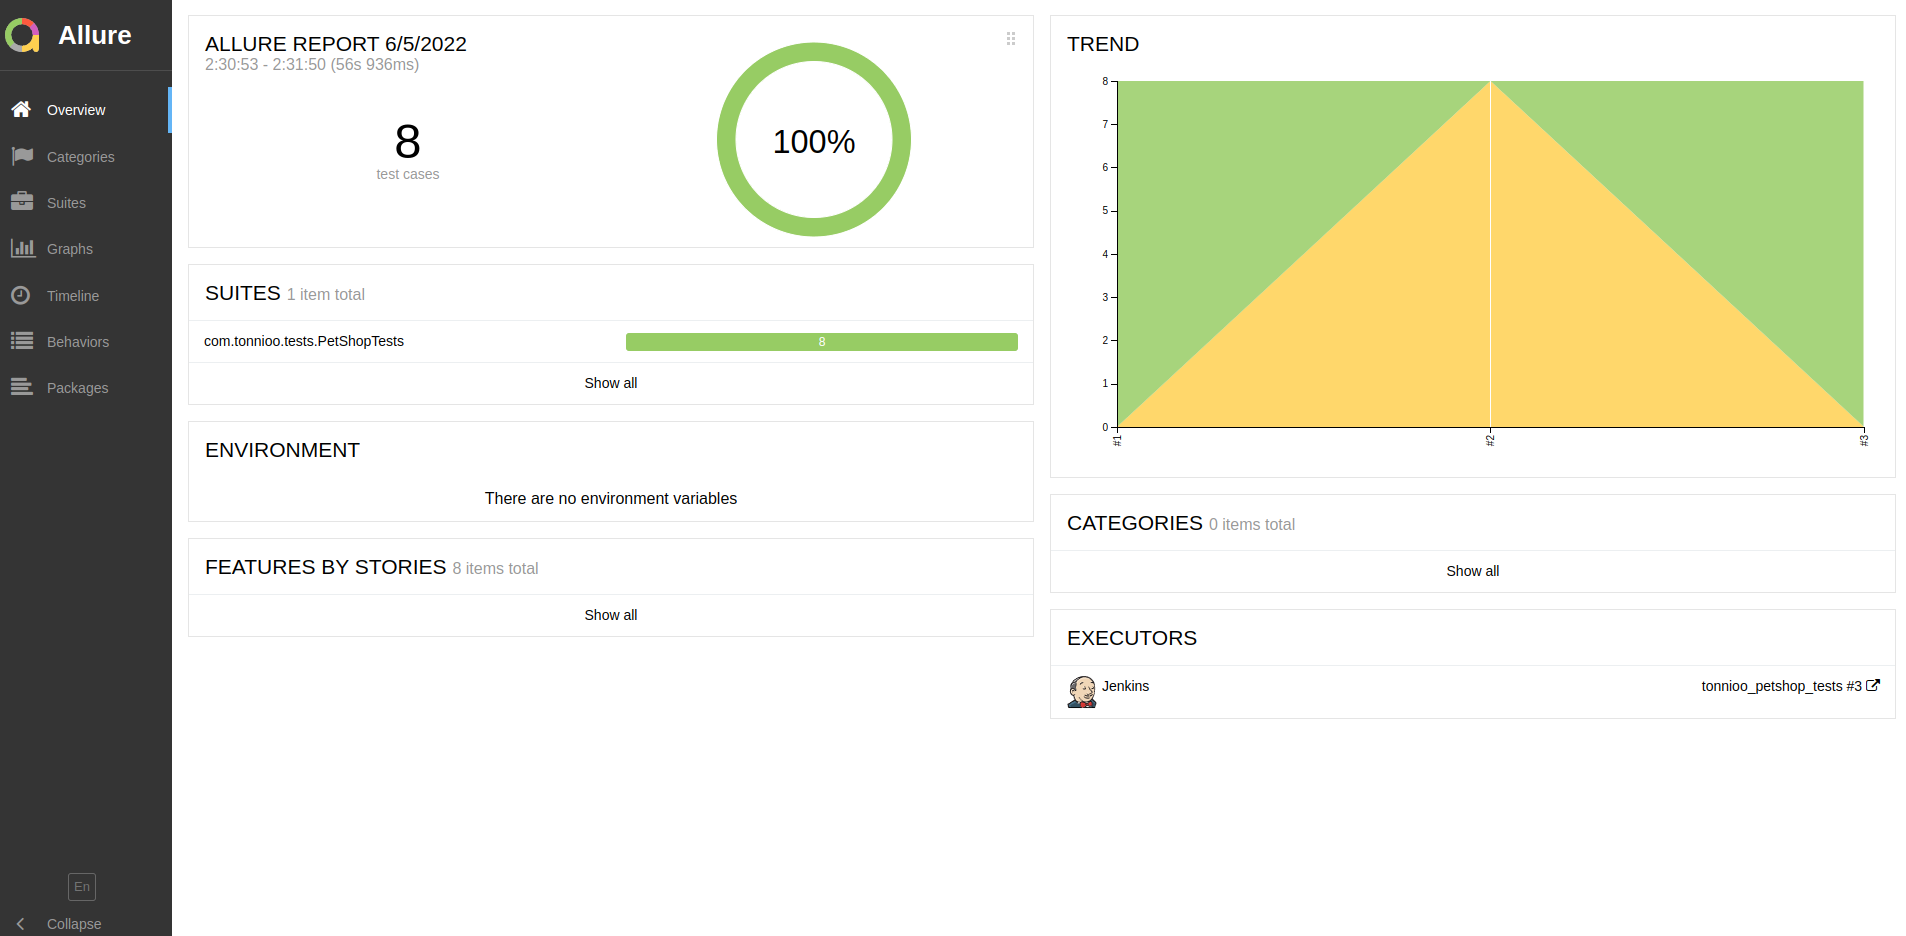 Allure
Overview
Categories
Suites
Graphs
Timeline
Behaviors
Packages
En
Collapse
ALLURE REPORT 6/5/2022
2:30:53 - 2:31:50 (56s 936ms)
8
test cases
100%
SUITES 1 item total
com.tonnioo.tests.PetShopTests 8
Show all
ENVIRONMENT
There are no environment variables
FEATURES BY STORIES 8 items total
Show all
TREND
8
7
6
5
4
3
2
1
0
#1 #2 #3
CATEGORIES 0 items total
Show all
EXECUTORS
Jenkins tonnioo_petshop_tests #3